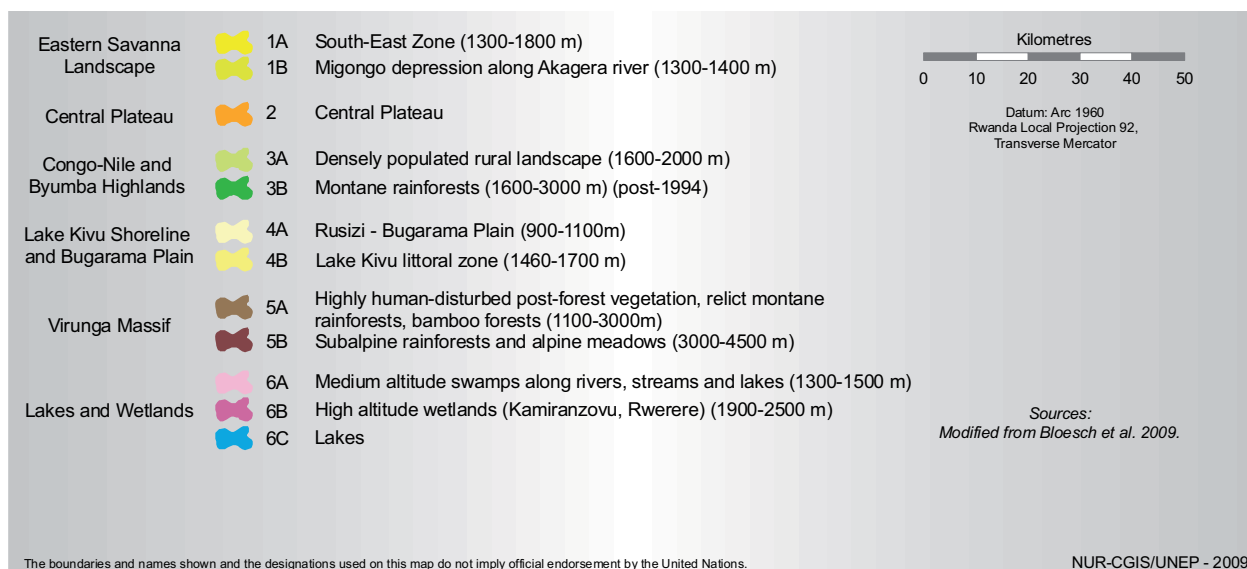 Eastern Savanna
Landscape
1A South-East Zone (1300-1800 m)
1B Migongo depression along Akagera river (1300-1400 m)
Central Plateau
2 Central Plateau
Congo-Nile and
Byumba Highlands
3A Densely populated rural landscape (1600-2000 m)
3B Montane rainforests (1600-3000 m) (post-1994)
Lake Kivu Shoreline
and Bugarama Plain
4A Rusizi - Bugarama Plain (900-1100m)
4B Lake Kivu littoral zone (1460-1700 m)
Virunga Massif
5A Highly human-disturbed post-forest vegetation, relict montane
rainforests, bamboo forests (1100-3000m)
5B Subalpine rainforests and alpine meadows (3000-4500 m)
Lakes and Wetlands
6A Medium altitude swamps along rivers, streams and lakes (1300-1500 m)
6B High altitude wetlands (Kamiranzovu, Rwerere) (1900-2500 m)
6C Lakes
Kilometres
0 10 20 30 40 50
Datum: Arc 1960
Rwanda Local Projection 92,
Transverse Mercator
Sources:
Modified from Bloesch et al. 2009.
The boundaries and names shown and the designations used on this map do not imply official endorsement by the United Nations.
NUR-CGIS/UNEP - 2009